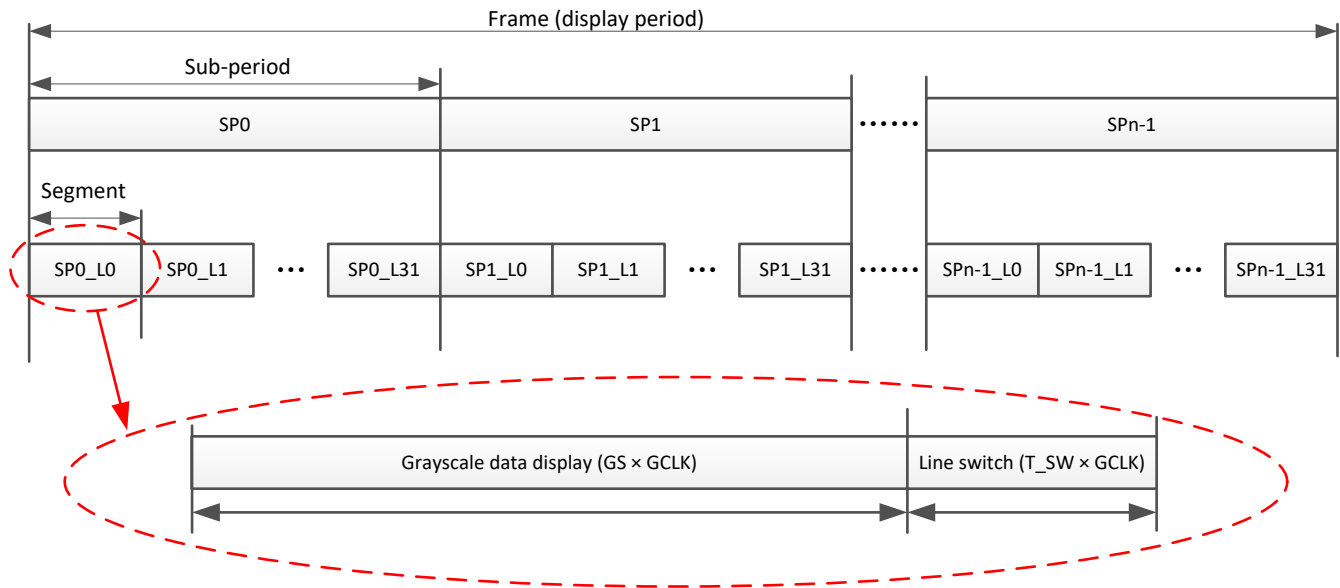 Frame (display period)
Sub-period
SP0 SP1 ...... SPn-1
Segment
SP0_L0 SP0_L1 ... SP0_L31 SP1_L0 SP1_L1 ... SP1_L31 ...... SPn-1_L0 SPn-1_L1 ... SPn-1_L31
Grayscale data display (GS × GCLK) Line switch (T_SW × GCLK)